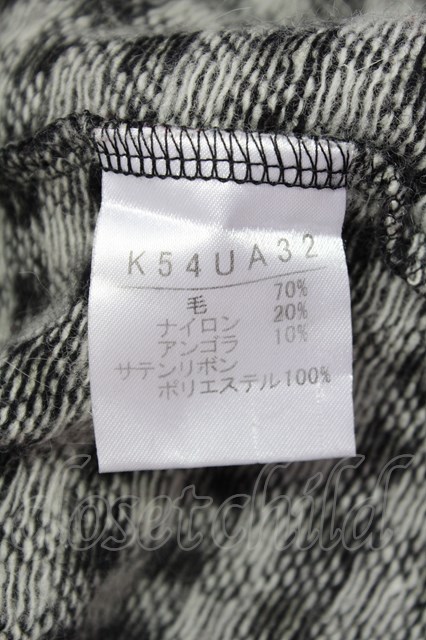 K54UA32
毛 70%
ナイロン 20%
アンゴラ 10%
サテンリボン
ポリエステル100%
closetchild